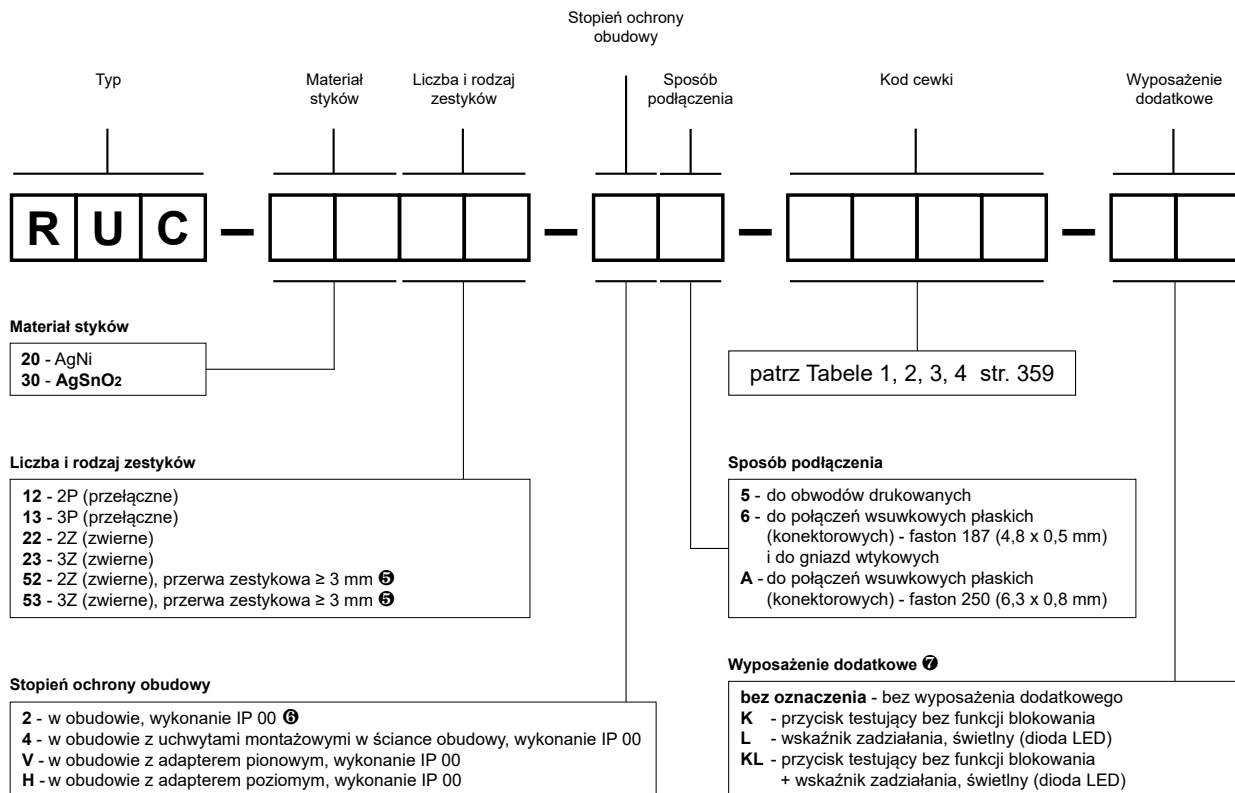 Stopień ochrony
obudowy
Typ
Materiał
styków
Liczba i rodzaj
zestyków
Sposób
podłączenia
Kod cewki
Wyposażenie
dodatkowe
R U C – – – –
Materiał styków
20 - AgNi
30 - AgSnO2
patrz Tabele 1, 2, 3, 4 str. 359
Liczba i rodzaj zestyków
12 - 2P (przełączne)
13 - 3P (przełączne)
22 - 2Z (zwierne)
23 - 3Z (zwierne)
52 - 2Z (zwierne), przerwa zestykowa ≥ 3 mm ❺
53 - 3Z (zwierne), przerwa zestykowa ≥ 3 mm ❺
Sposób podłączenia
5 - do obwodów drukowanych
6 - do połączeń wsuwkowych płaskich
(konektorowych) - faston 187 (4,8 x 0,5 mm)
i do gniazd wtykowych
A - do połączeń wsuwkowych płaskich
(konektorowych) - faston 250 (6,3 x 0,8 mm)
Stopień ochrony obudowy
2 - w obudowie, wykonanie IP 00 ❻
4 - w obudowie z uchwytami montażowymi w ściance obudowy, wykonanie IP 00
V - w obudowie z adapterem pionowym, wykonanie IP 00
H - w obudowie z adapterem poziomym, wykonanie IP 00
Wyposażenie dodatkowe ❼
bez oznaczenia - bez wyposażenia dodatkowego
K - przycisk testujący bez funkcji blokowania
L - wskaźnik zadziałania, świetlny (dioda LED)
KL - przycisk testujący bez funkcji blokowania
+ wskaźnik zadziałania, świetlny (dioda LED)